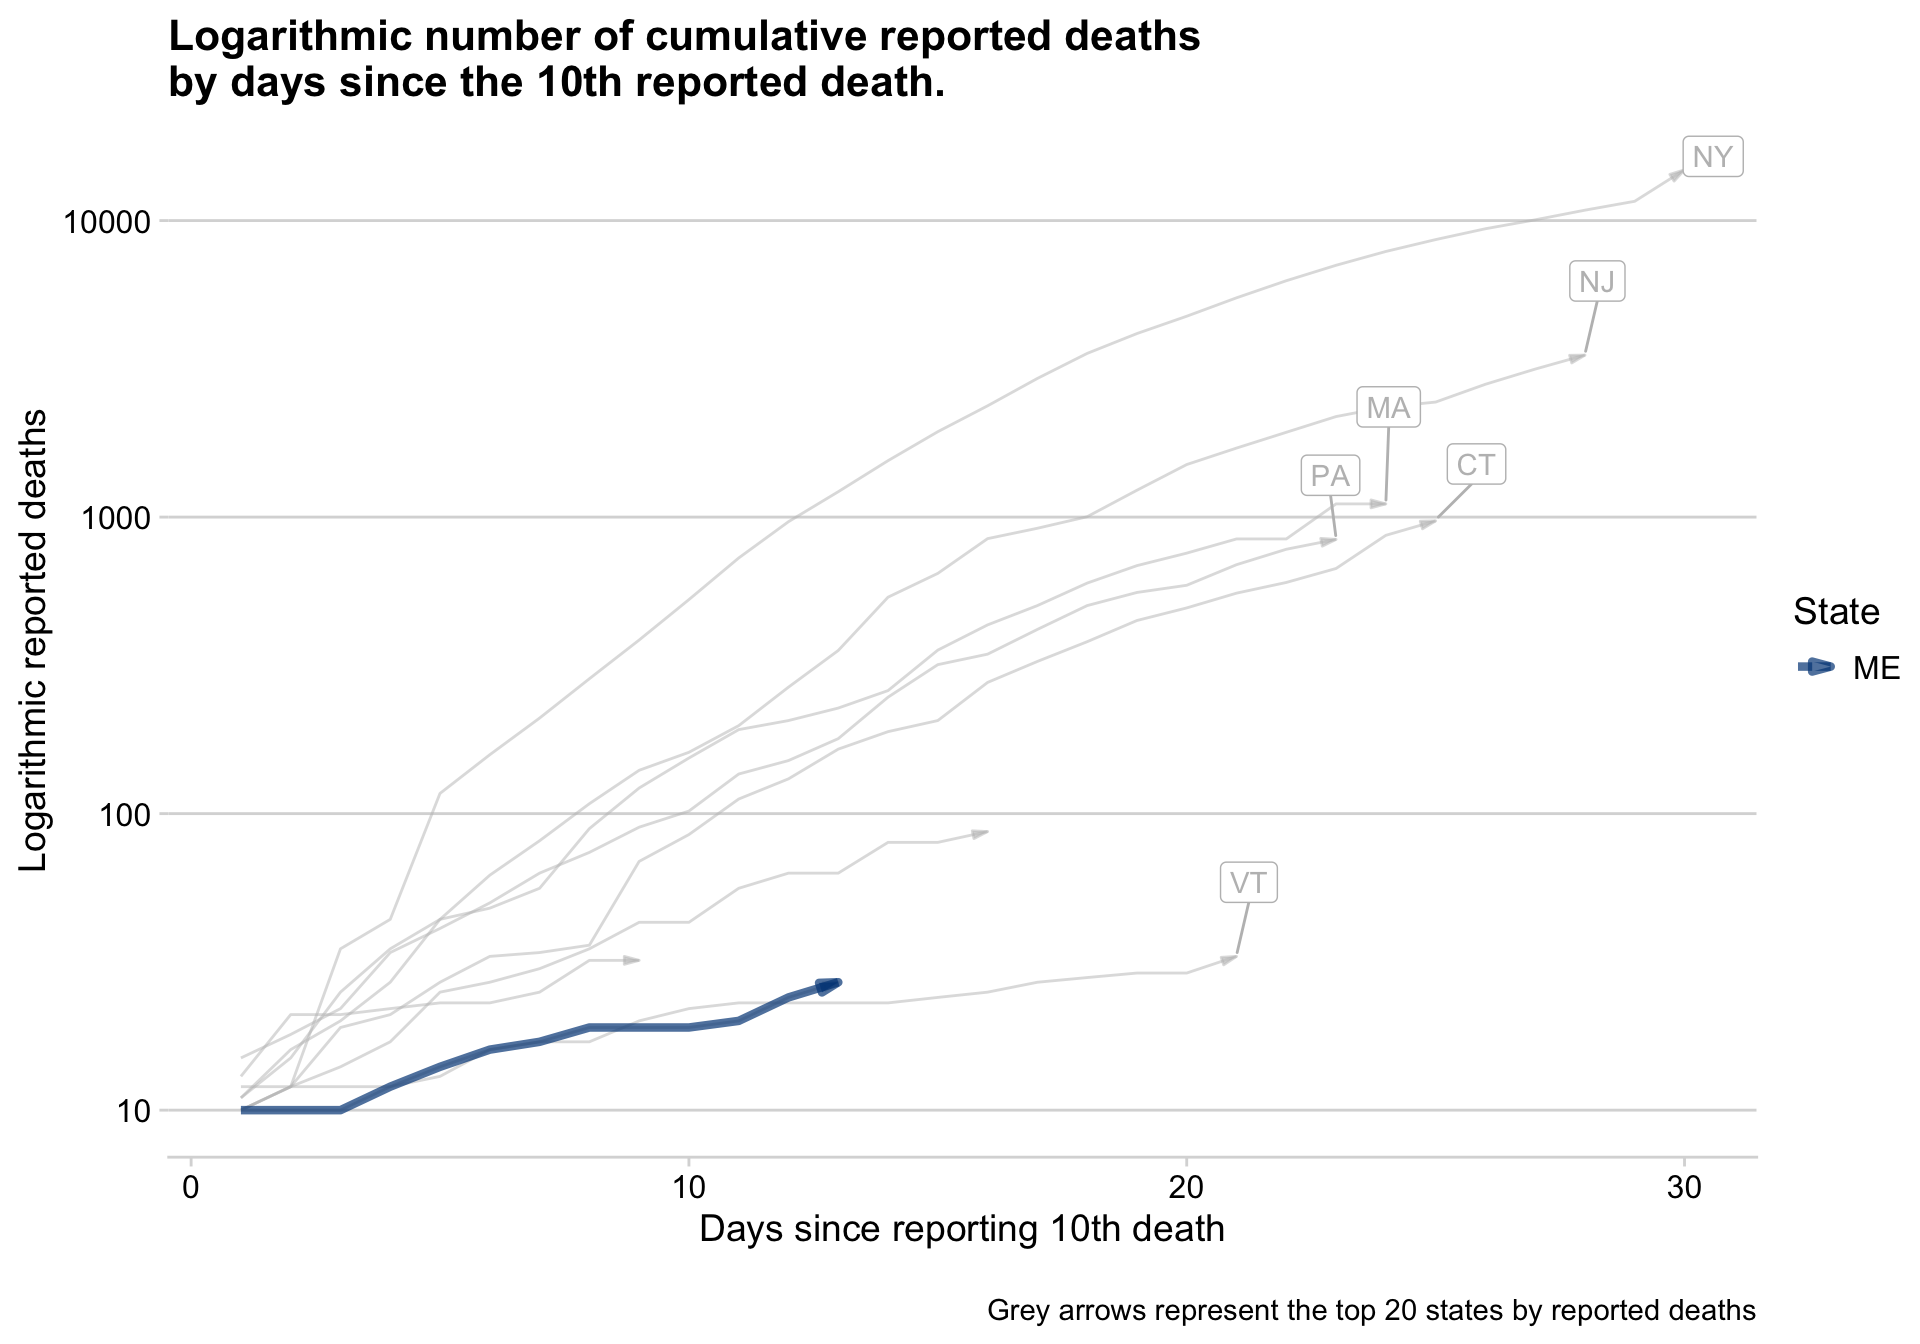 Logarithmic number of cumulative reported deaths
by days since the 10th reported death.
NY
10000
NJ
MA
CT
PA
1000
Logarithmic reported deaths
State
ME
100
VT
10
0
10
20
30
Days since reporting 10th death
Grey arrows represent the top 20 states by reported deaths